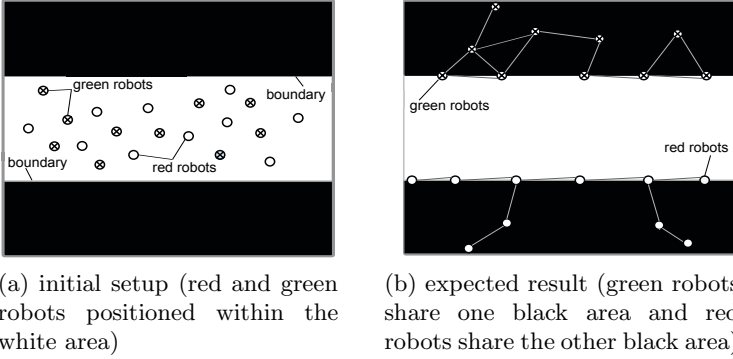 green robots
boundary
boundary
red robots
green robots
red robots
(a) initial setup (red and green
robots positioned within the
white area)
(b) expected result (green robots
share one black area and red
robots share the other black area)